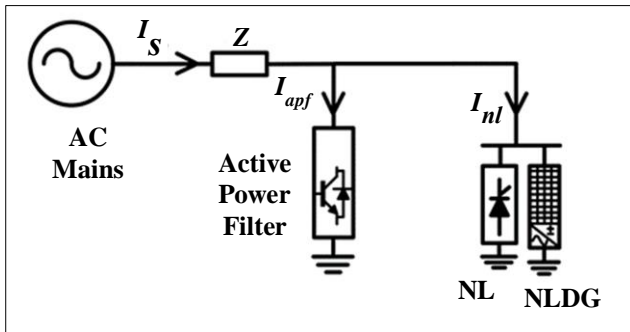 I_S
Z
I_apf
I_nl
AC
Mains
Active
Power
Filter
NL
NLDG